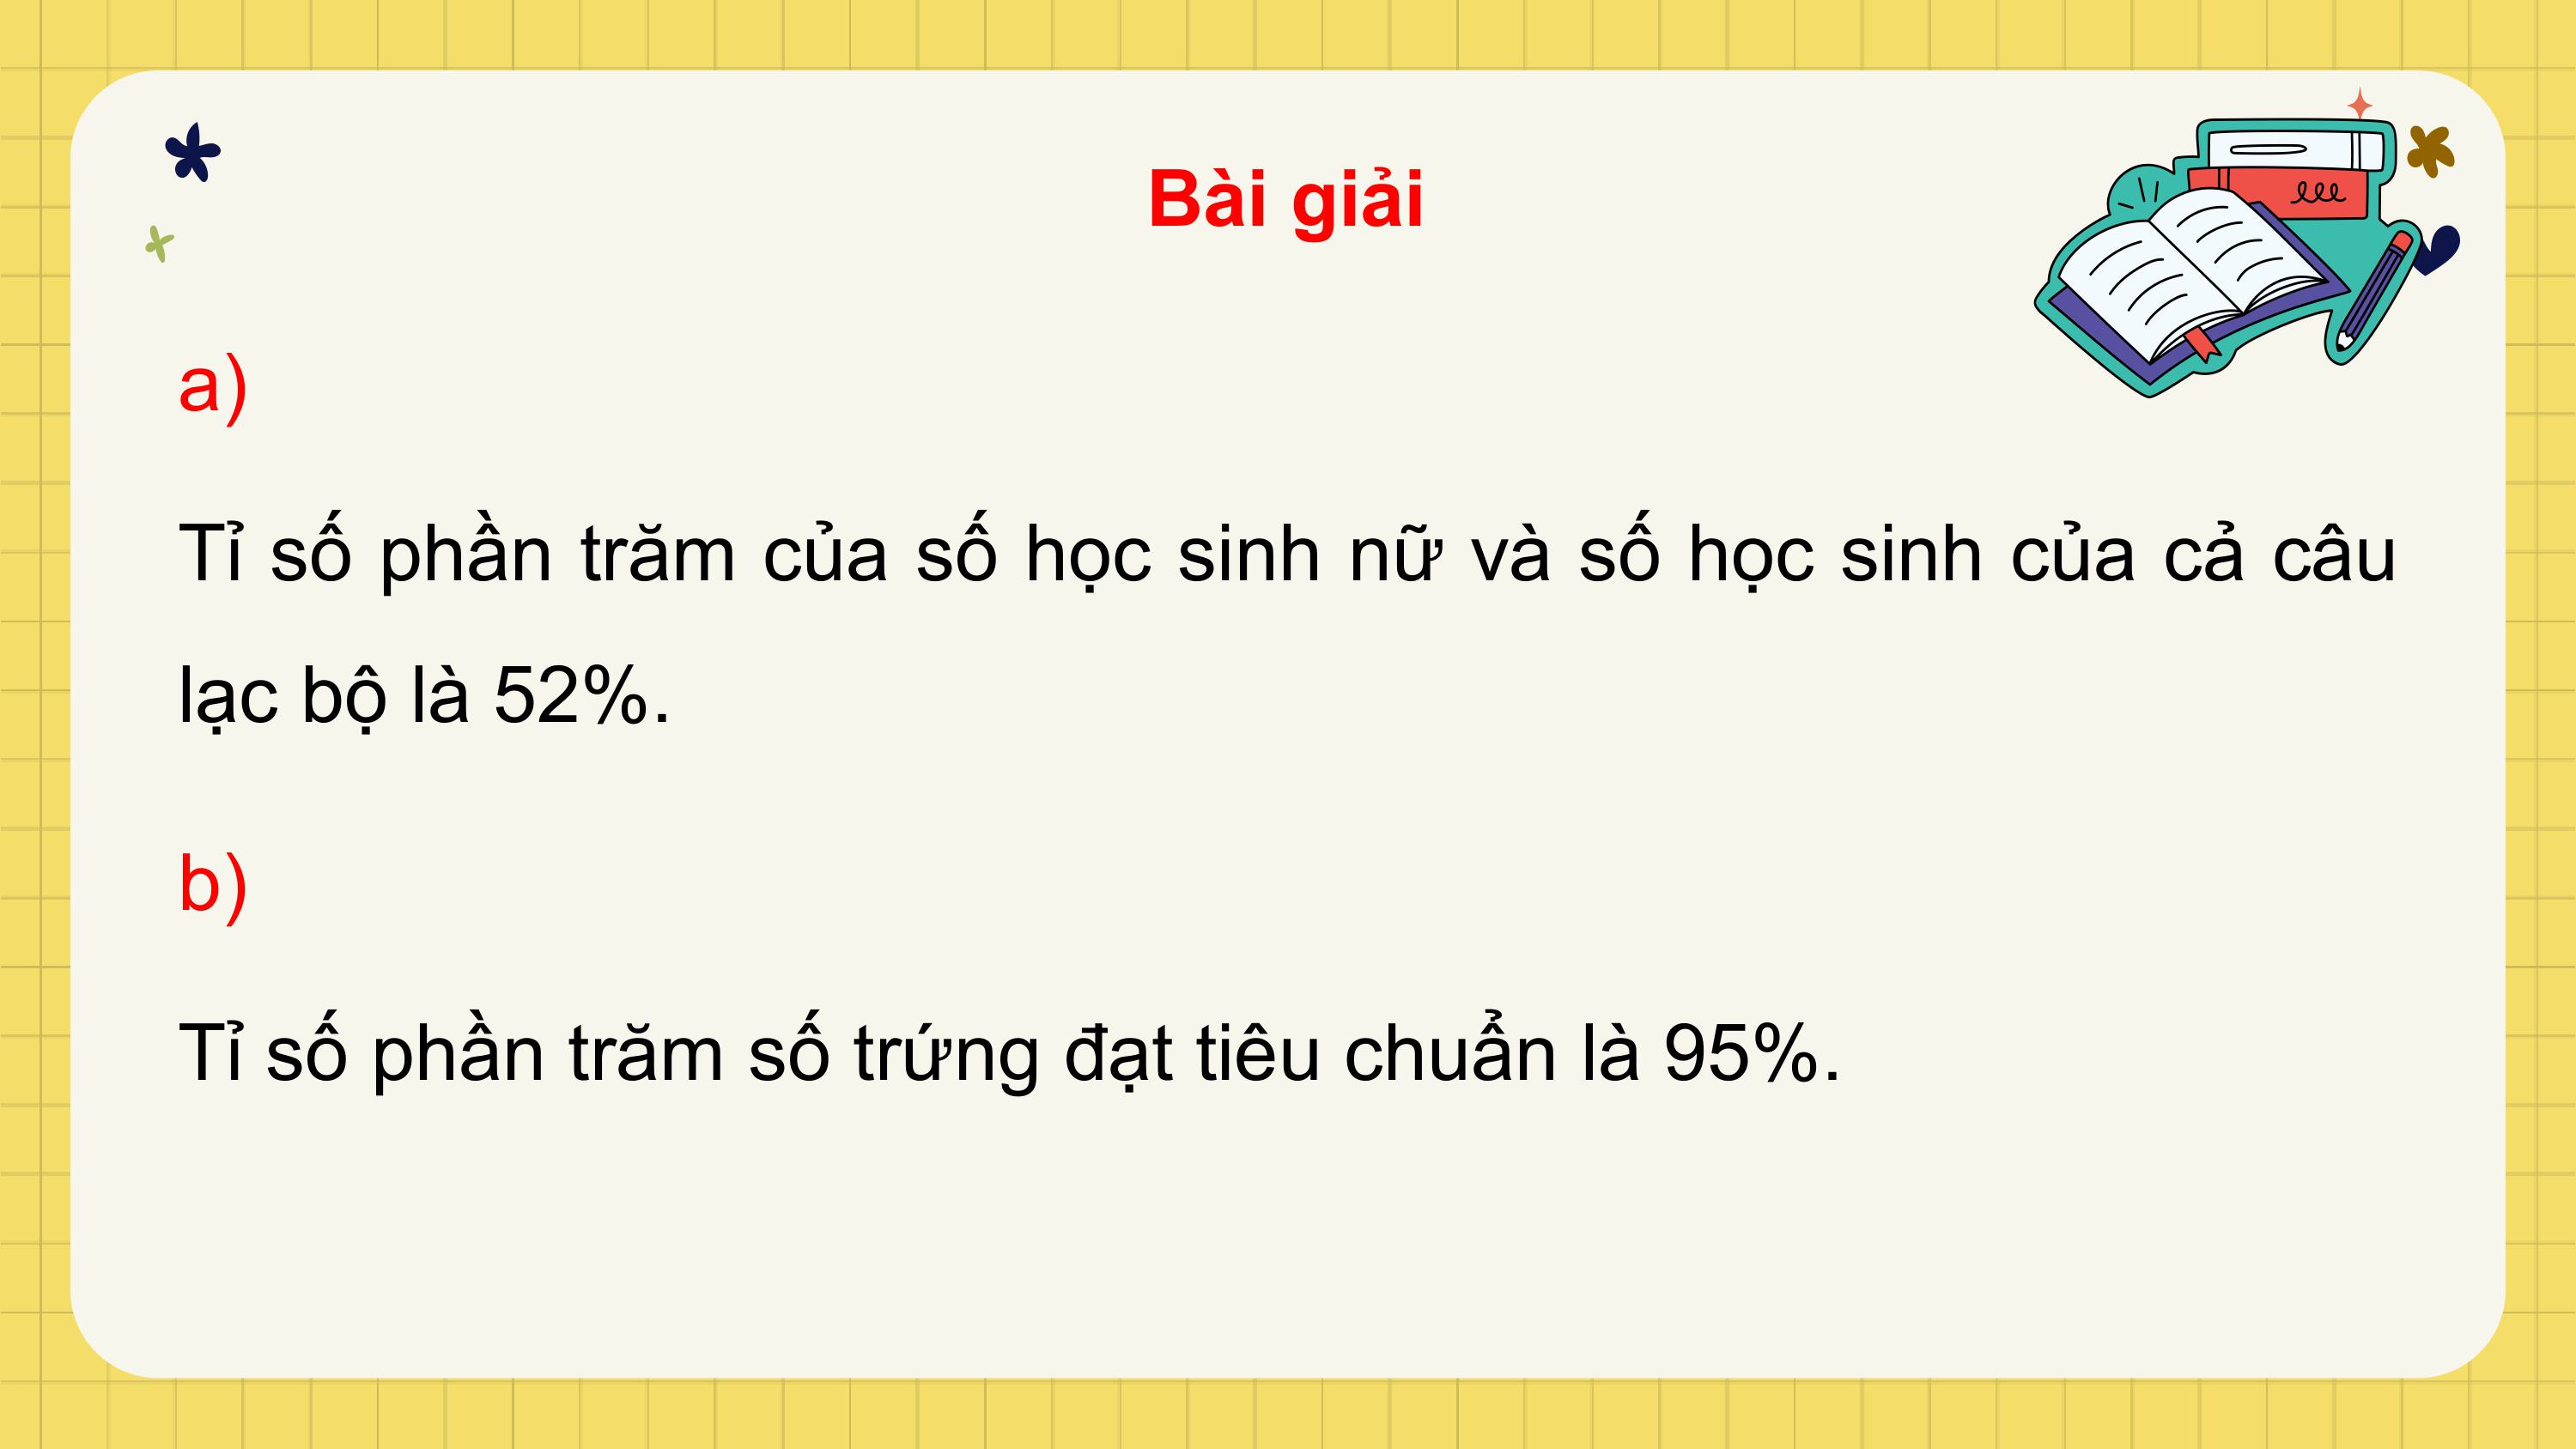 Bài giải
a)
Tỉ số phần trăm của số học sinh nữ và số học sinh của cả câu
lạc bộ là 52%.
b)
Tỉ số phần trăm số trứng đạt tiêu chuẩn là 95%.